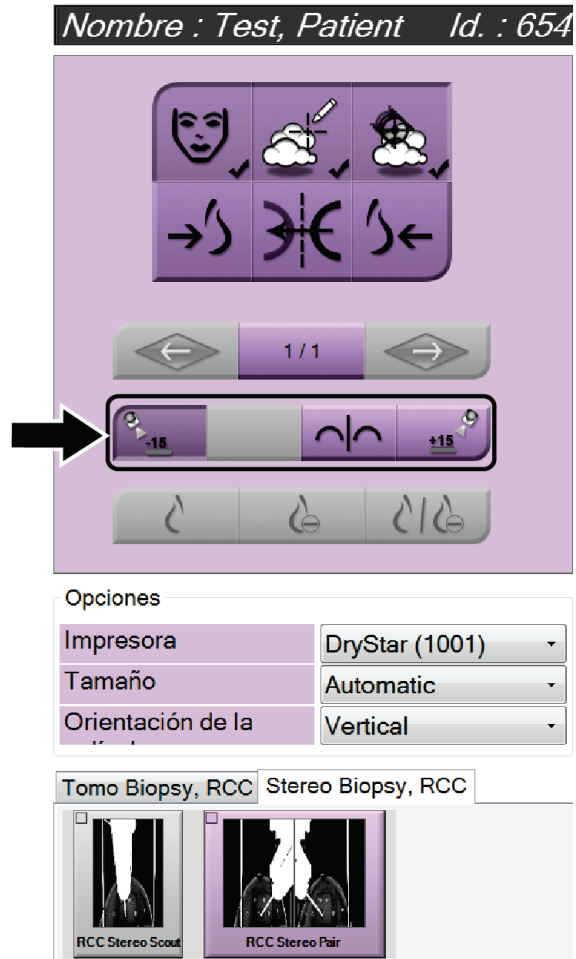 Nombre : Test, Patient Id. : 654
1 / 1
-15 +15
Opciones
Impresora DryStar (1001)
Tamaño Automatic
Orientación de la Vertical
Tomo Biopsy, RCC Stereo Biopsy, RCC
RCC Stereo Scout RCC Stereo Pair